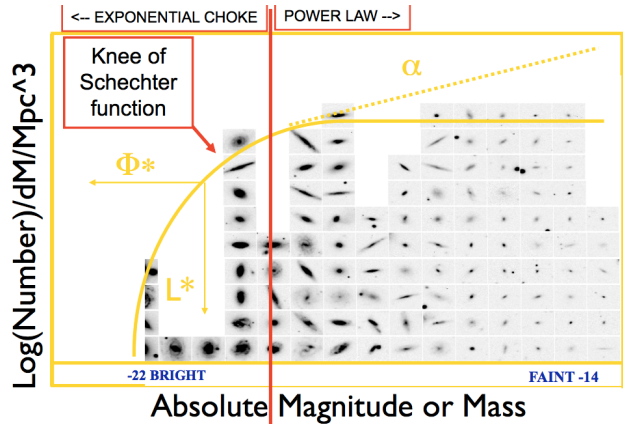 <-- EXPONENTIAL CHOKE
POWER LAW -->
Knee of
Schechter
function
α
Φ*
L*
Log(Number)/dM/Mpc^3
-22 BRIGHT
FAINT -14
Absolute Magnitude or Mass